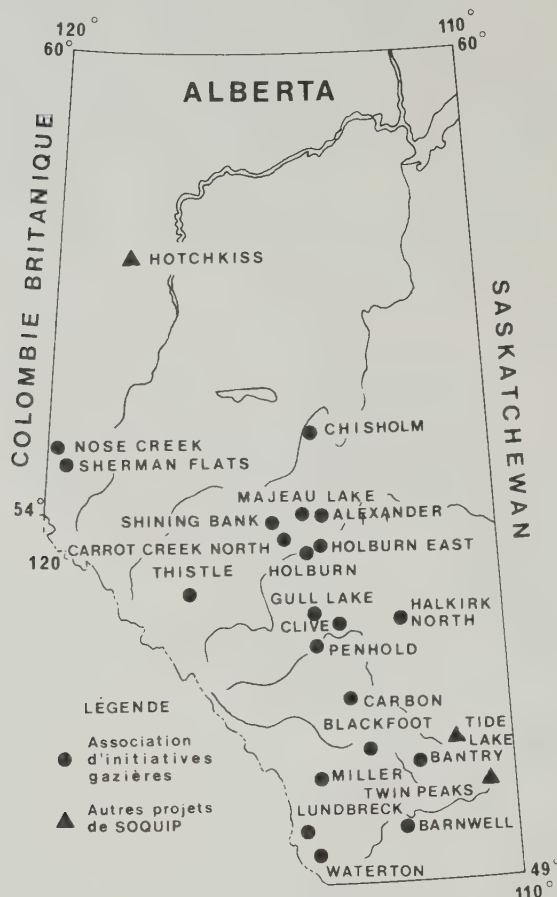 120°
110°
60°
60°
ALBERTA
COLOMBIE BRITANIQUE
SASKATCHEWAN
HOTCHKISS
CHISHOLM
NOSE CREEK
SHERMAN FLATS
MAJEAU LAKE
54°
SHINING BANK
ALEXANDER
CARROT CREEK NORTH
HOLBURN EAST
120°
THISTLE
HOLBURN
GULL LAKE
HALKIRK
NORTH
CLIVE
PENHOLD
CARBON
BLACKFOOT
TIDE
LAKE
BANTRY
MILLER
TWIN PEAKS
LUNDBRECK
BARNWELL
WATERTON
49°
110°
LÉGENDE
Association
d'initiatives
gazières
Autres projets
de SOQUIP